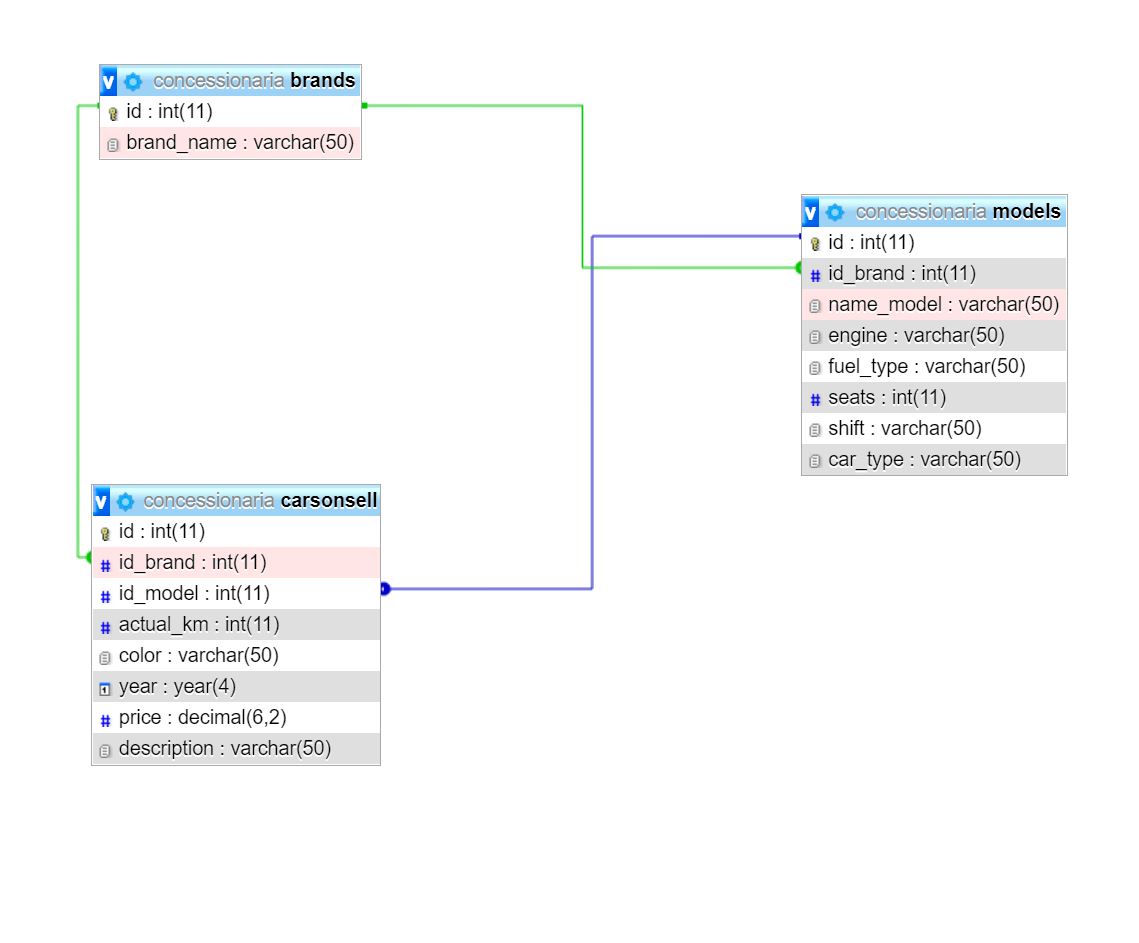 v concessionaria brands
id : int(11)
brand_name : varchar(50)
v concessionaria models
id : int(11)
# id_brand : int(11)
name_model : varchar(50)
engine : varchar(50)
fuel_type : varchar(50)
# seats : int(11)
shift : varchar(50)
car_type : varchar(50)
v concessionaria carsonsell
id : int(11)
# id_brand : int(11)
# id_model : int(11)
# actual_km : int(11)
color : varchar(50)
year : year(4)
# price : decimal(6,2)
description : varchar(50)